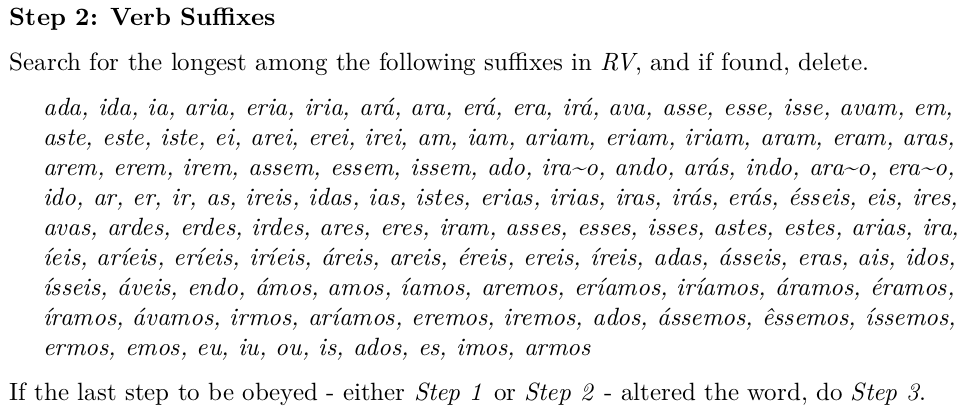 Step 2: Verb Suffixes
Search for the longest among the following suffixes in RV, and if found, delete.
ada, ida, ia, aria, eria, iria, ará, ara, erá, era, irá, ava, asse, esse, isse, avam, em,
aste, este, iste, ei, arei, erei, irei, am, iam, ariam, eriam, iriam, aram, eram, aras,
arem, erem, irem, assem, essem, issem, ado, ira~o, ando, arás, indo, ara~o, era~o,
ido, ar, er, ir, as, ireis, idas, ias, istes, erias, irias, iras, irás, erás, ésseis, eis, ires,
avas, ardes, erdes, irdes, ares, eres, iram, asses, esses, isses, astes, estes, arias, ira,
íeis, aríeis, eríeis, iríeis, áreis, areis, éreis, ereis, íreis, adas, ásseis, eras, ais, idos,
ísseis, áveis, endo, ámos, amos, íamos, aremos, eríamos, iríamos, áramos, éramos,
íramos, ávamos, irmos, aríamos, eremos, iremos, ados, ássemos, êssemos, íssemos,
ermos, emos, eu, iu, ou, is, ados, es, imos, armos
If the last step to be obeyed - either Step 1 or Step 2 - altered the word, do Step 3.